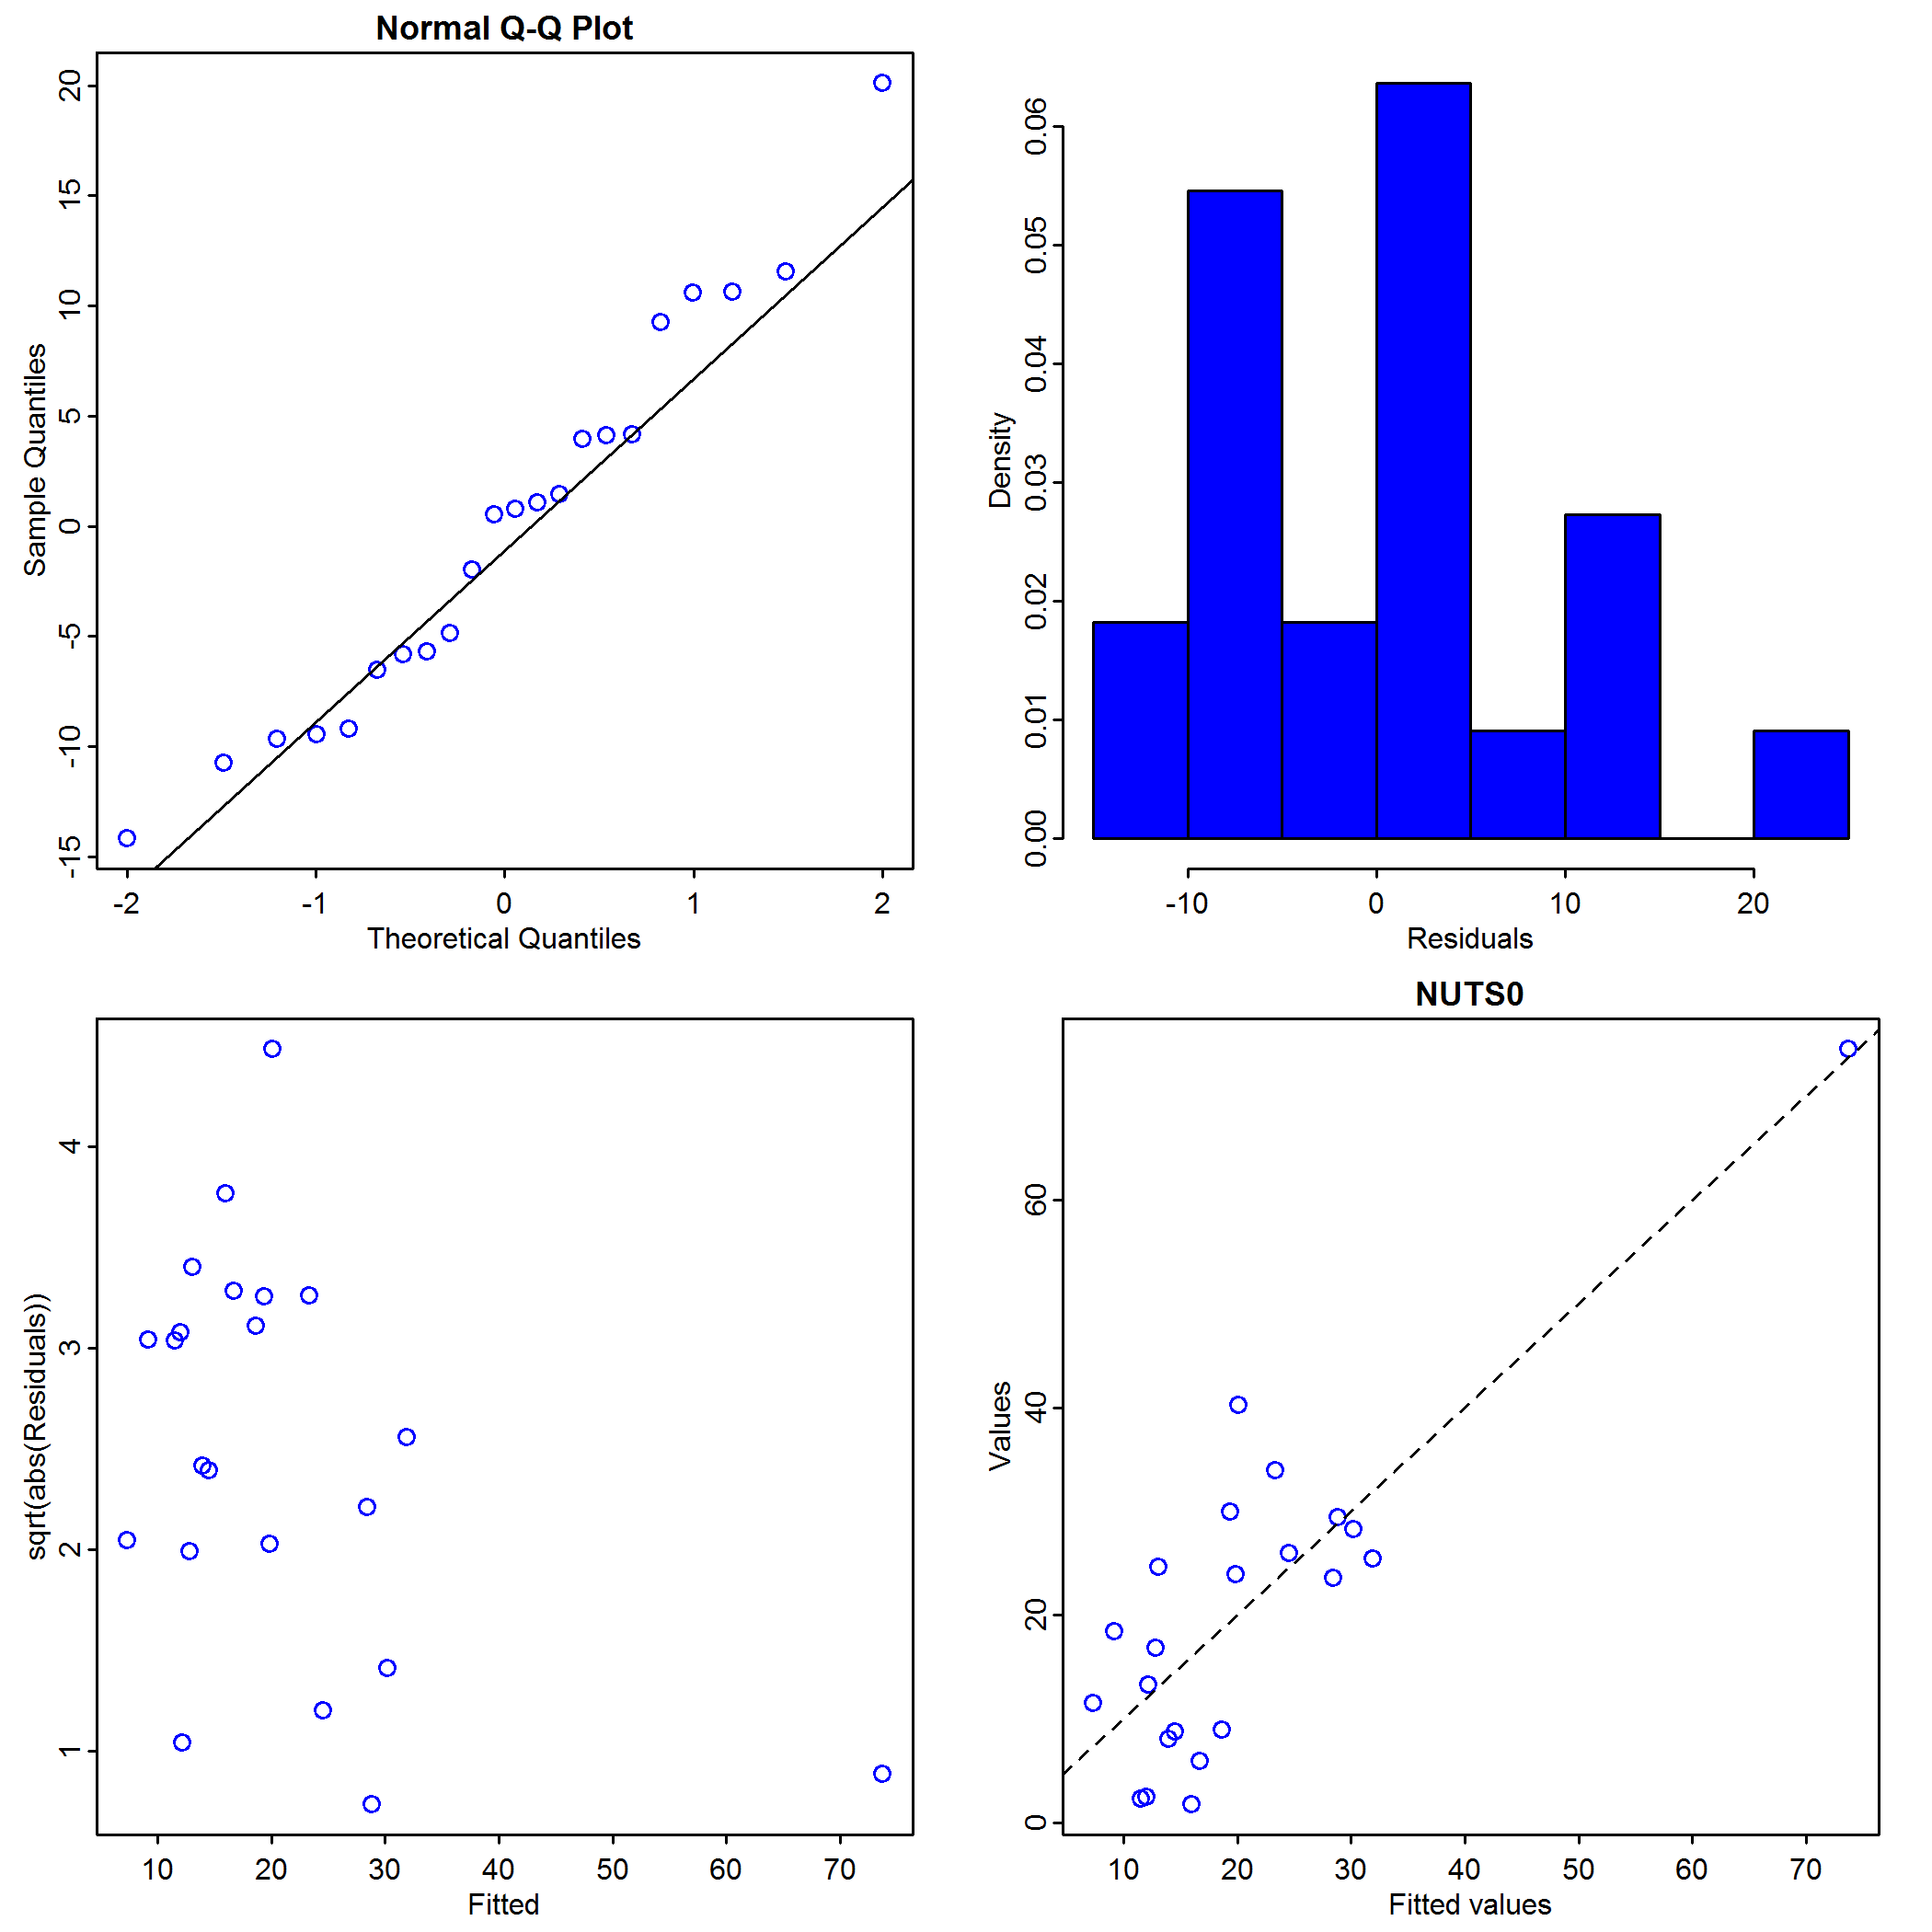 Normal Q-Q Plot
20
15
10
5
0
-5
-10
-15
Sample Quantiles
-2 -1 0 1 2
Theoretical Quantiles
0.06
0.05
0.04
0.03
0.02
0.01
0.00
Density
-10 0 10 20
Residuals
4
3
2
1
sqrt(abs(Residuals))
10 20 30 40 50 60 70
Fitted
NUTS0
60
40
20
0
Values
10 20 30 40 50 60 70
Fitted values